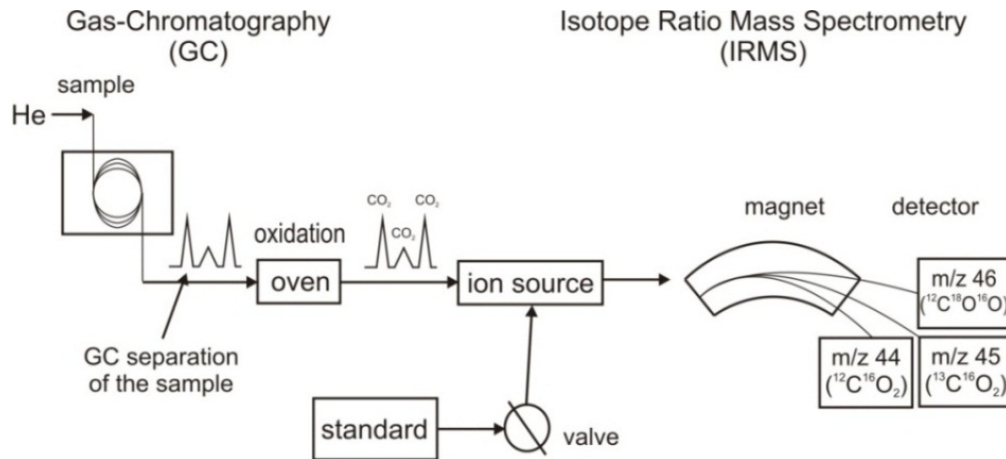 Gas-Chromatography
(GC)
Isotope Ratio Mass Spectrometry
(IRMS)
sample
He
CO₂
CO₂
CO₂
oxidation
oven
ion source
magnet
detector
m/z 46
(¹²C¹⁸O¹⁶O)
m/z 44
(¹²C¹⁶O₂)
m/z 45
(¹³C¹⁶O₂)
GC separation
of the sample
standard
valve